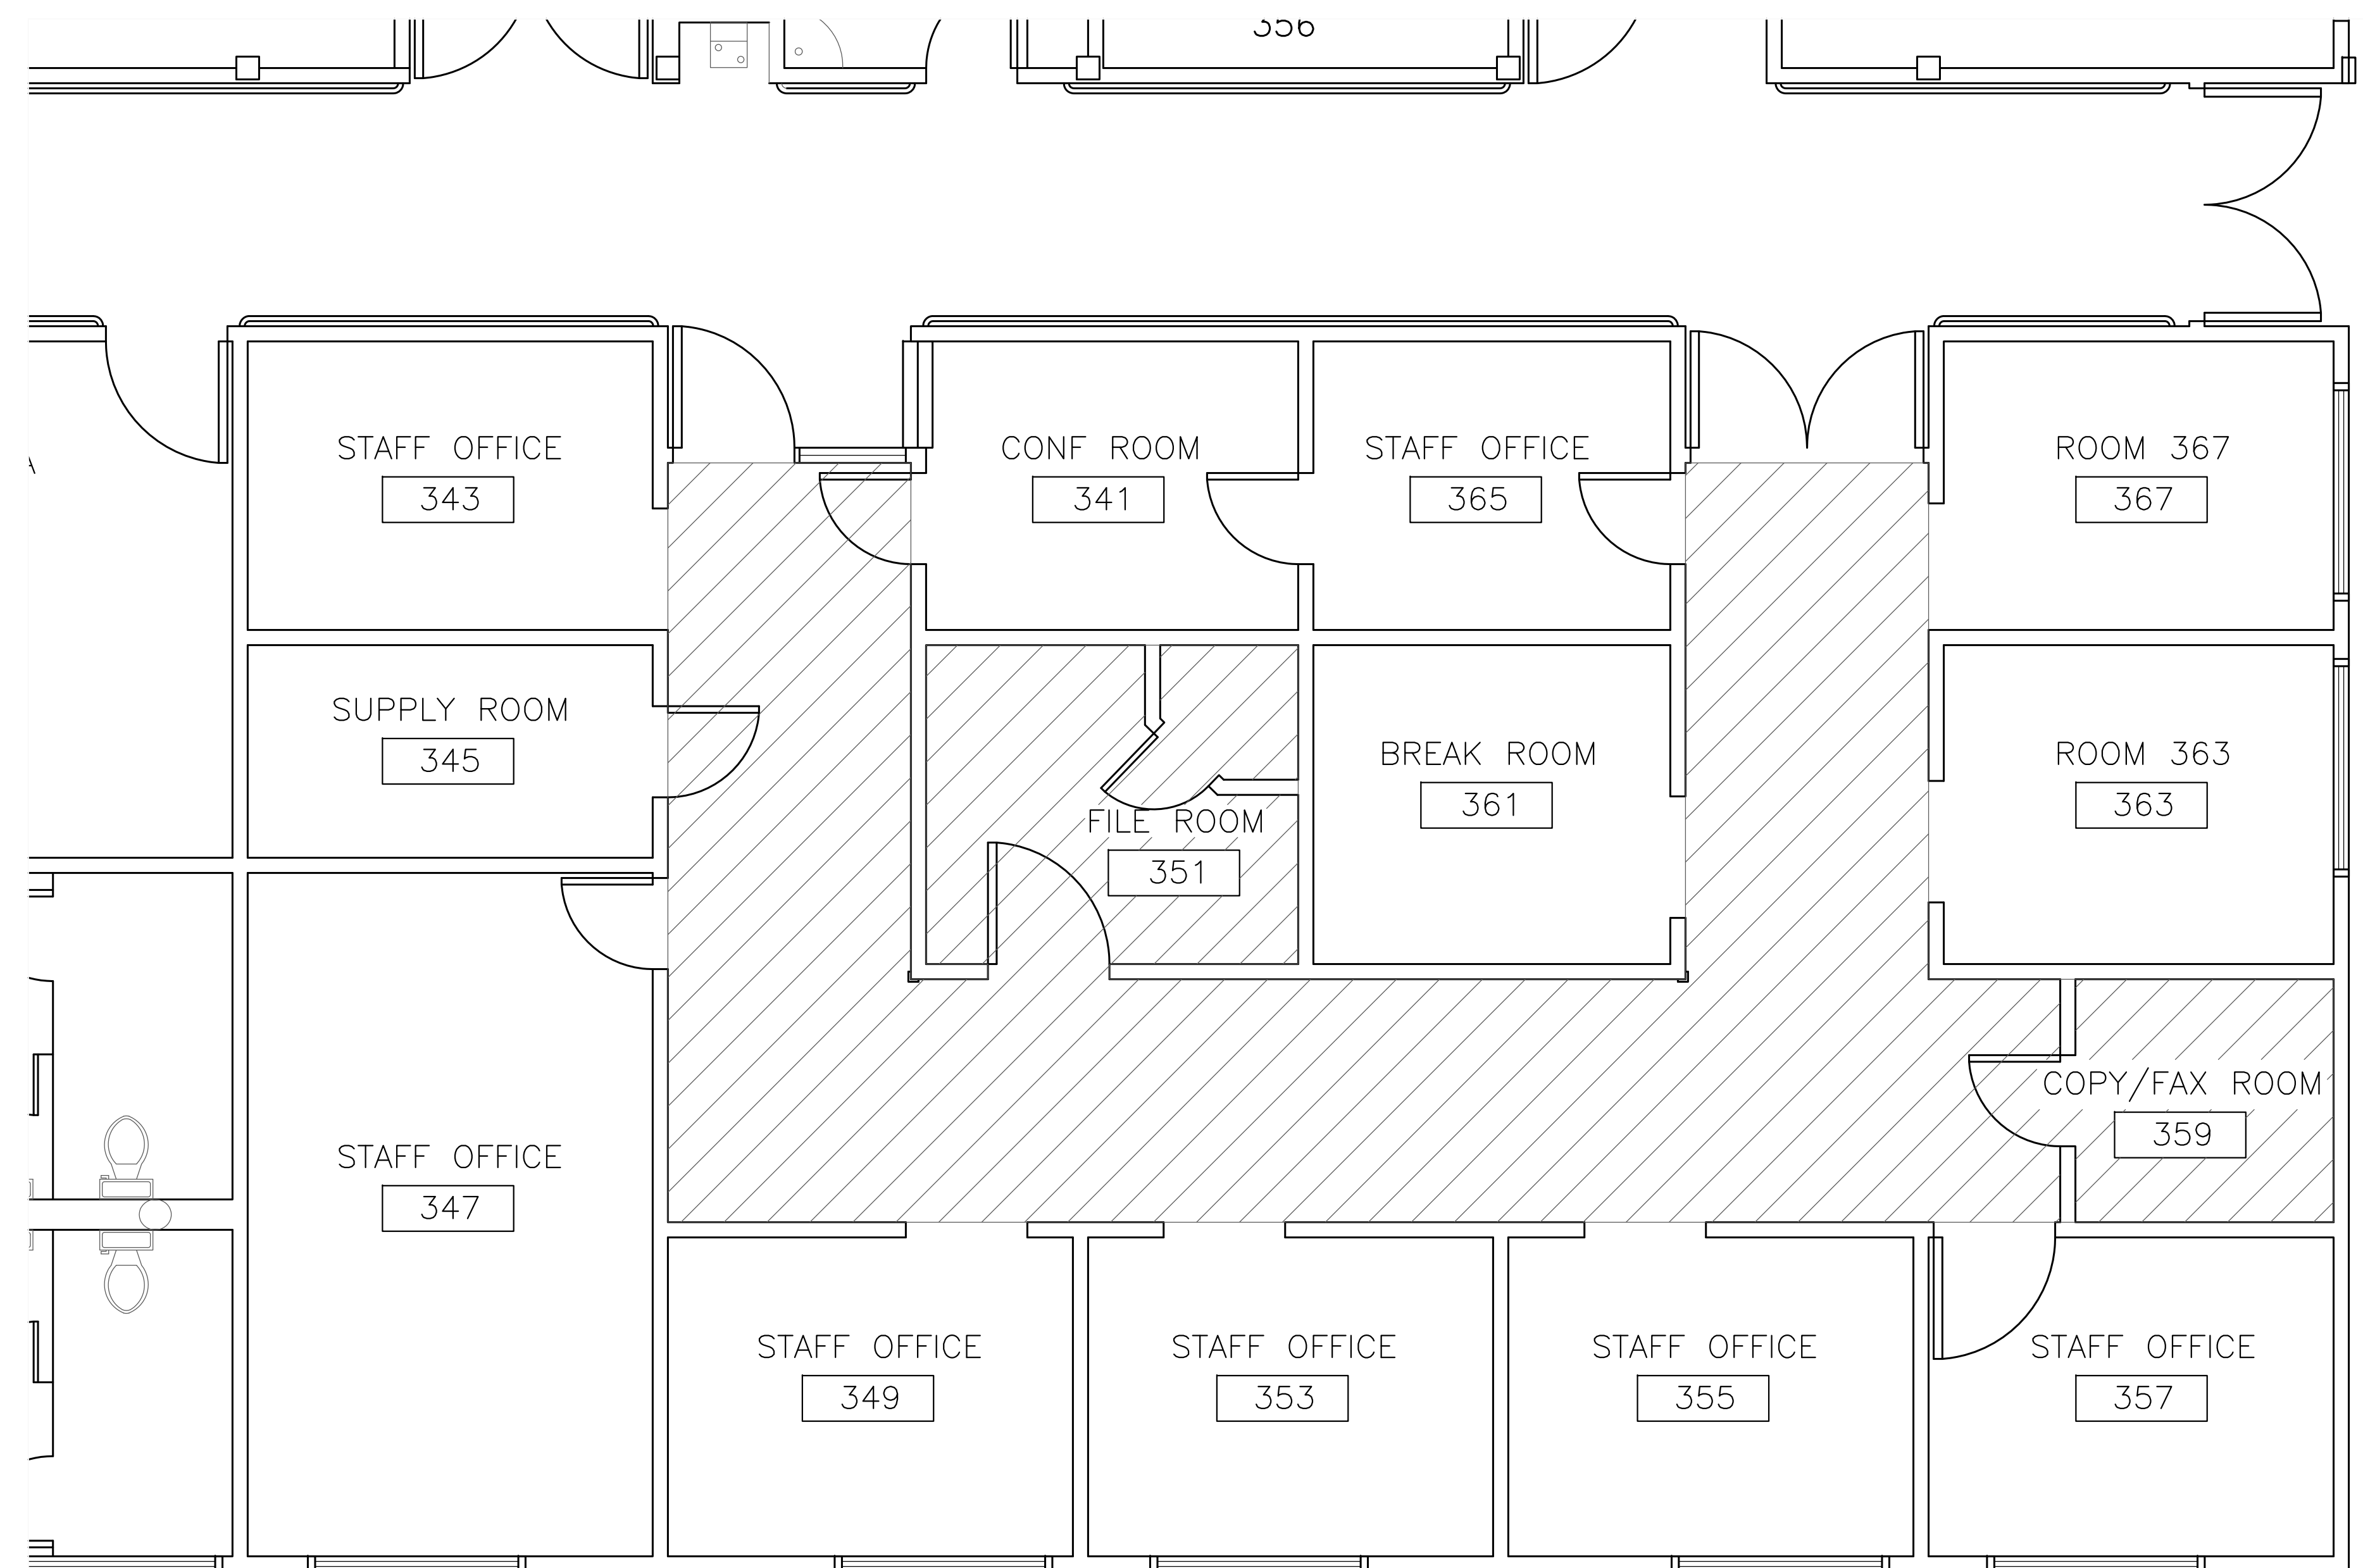 356
STAFF OFFICE
343
CONF ROOM
341
STAFF OFFICE
365
ROOM 367
367
SUPPLY ROOM
345
FILE ROOM
351
BREAK ROOM
361
ROOM 363
363
STAFF OFFICE
347
COPY/FAX ROOM
359
STAFF OFFICE
349
STAFF OFFICE
353
STAFF OFFICE
355
STAFF OFFICE
357